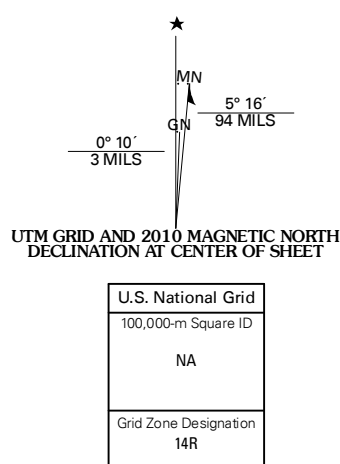 MN
GN
5° 16´
94 MILS
0° 10´
3 MILS
UTM GRID AND 2010 MAGNETIC NORTH
DECLINATION AT CENTER OF SHEET
U.S. National Grid
100,000-m Square ID
NA
Grid Zone Designation
14R